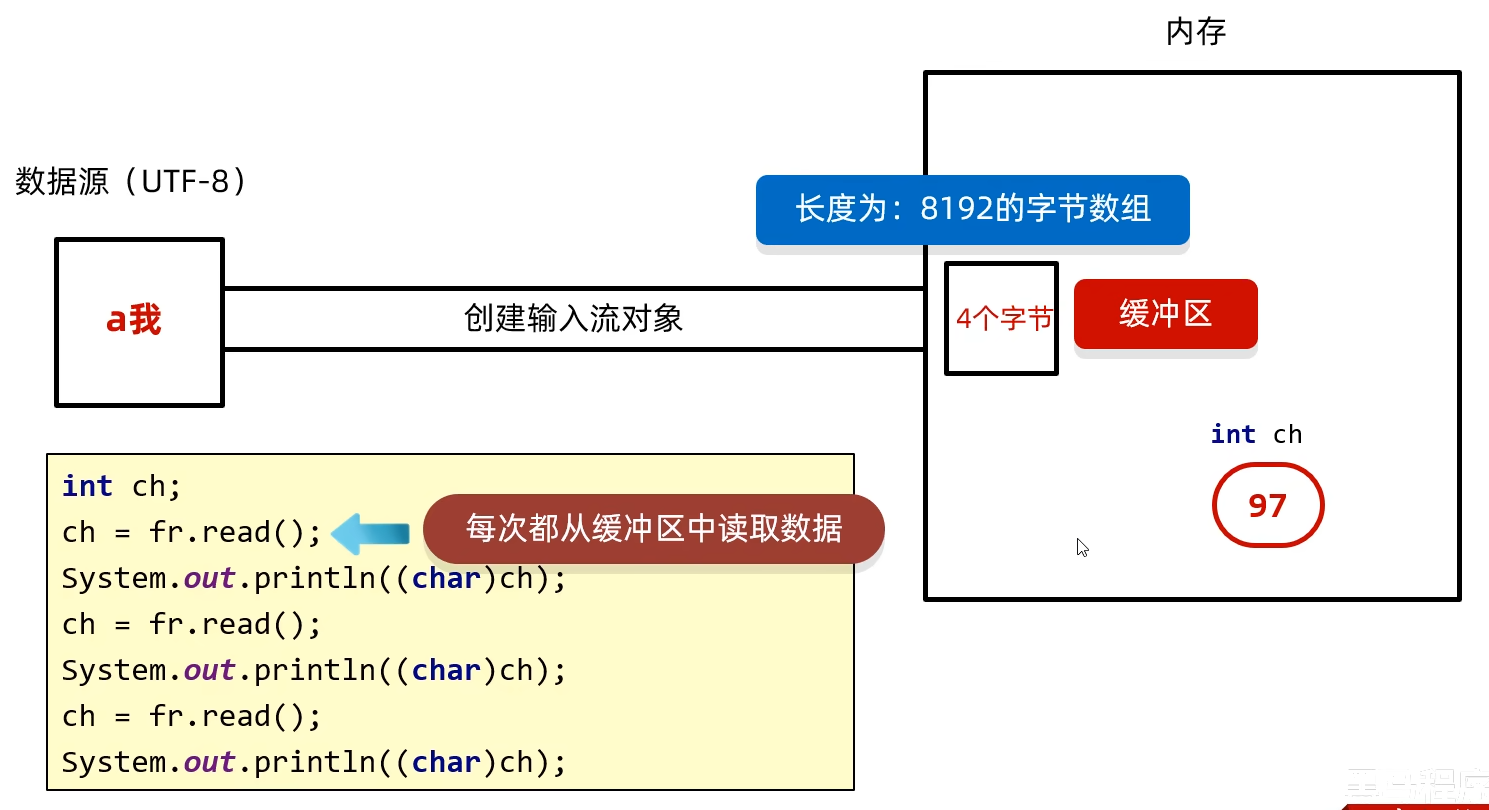 内存
数据源（UTF-8）
长度为：8192的字节数组
a我
创建输入流对象
4个字节
缓冲区
int ch
97
int ch;
ch = fr.read();
每次都从缓冲区中读取数据
System.out.println((char)ch);
ch = fr.read();
System.out.println((char)ch);
ch = fr.read();
System.out.println((char)ch);